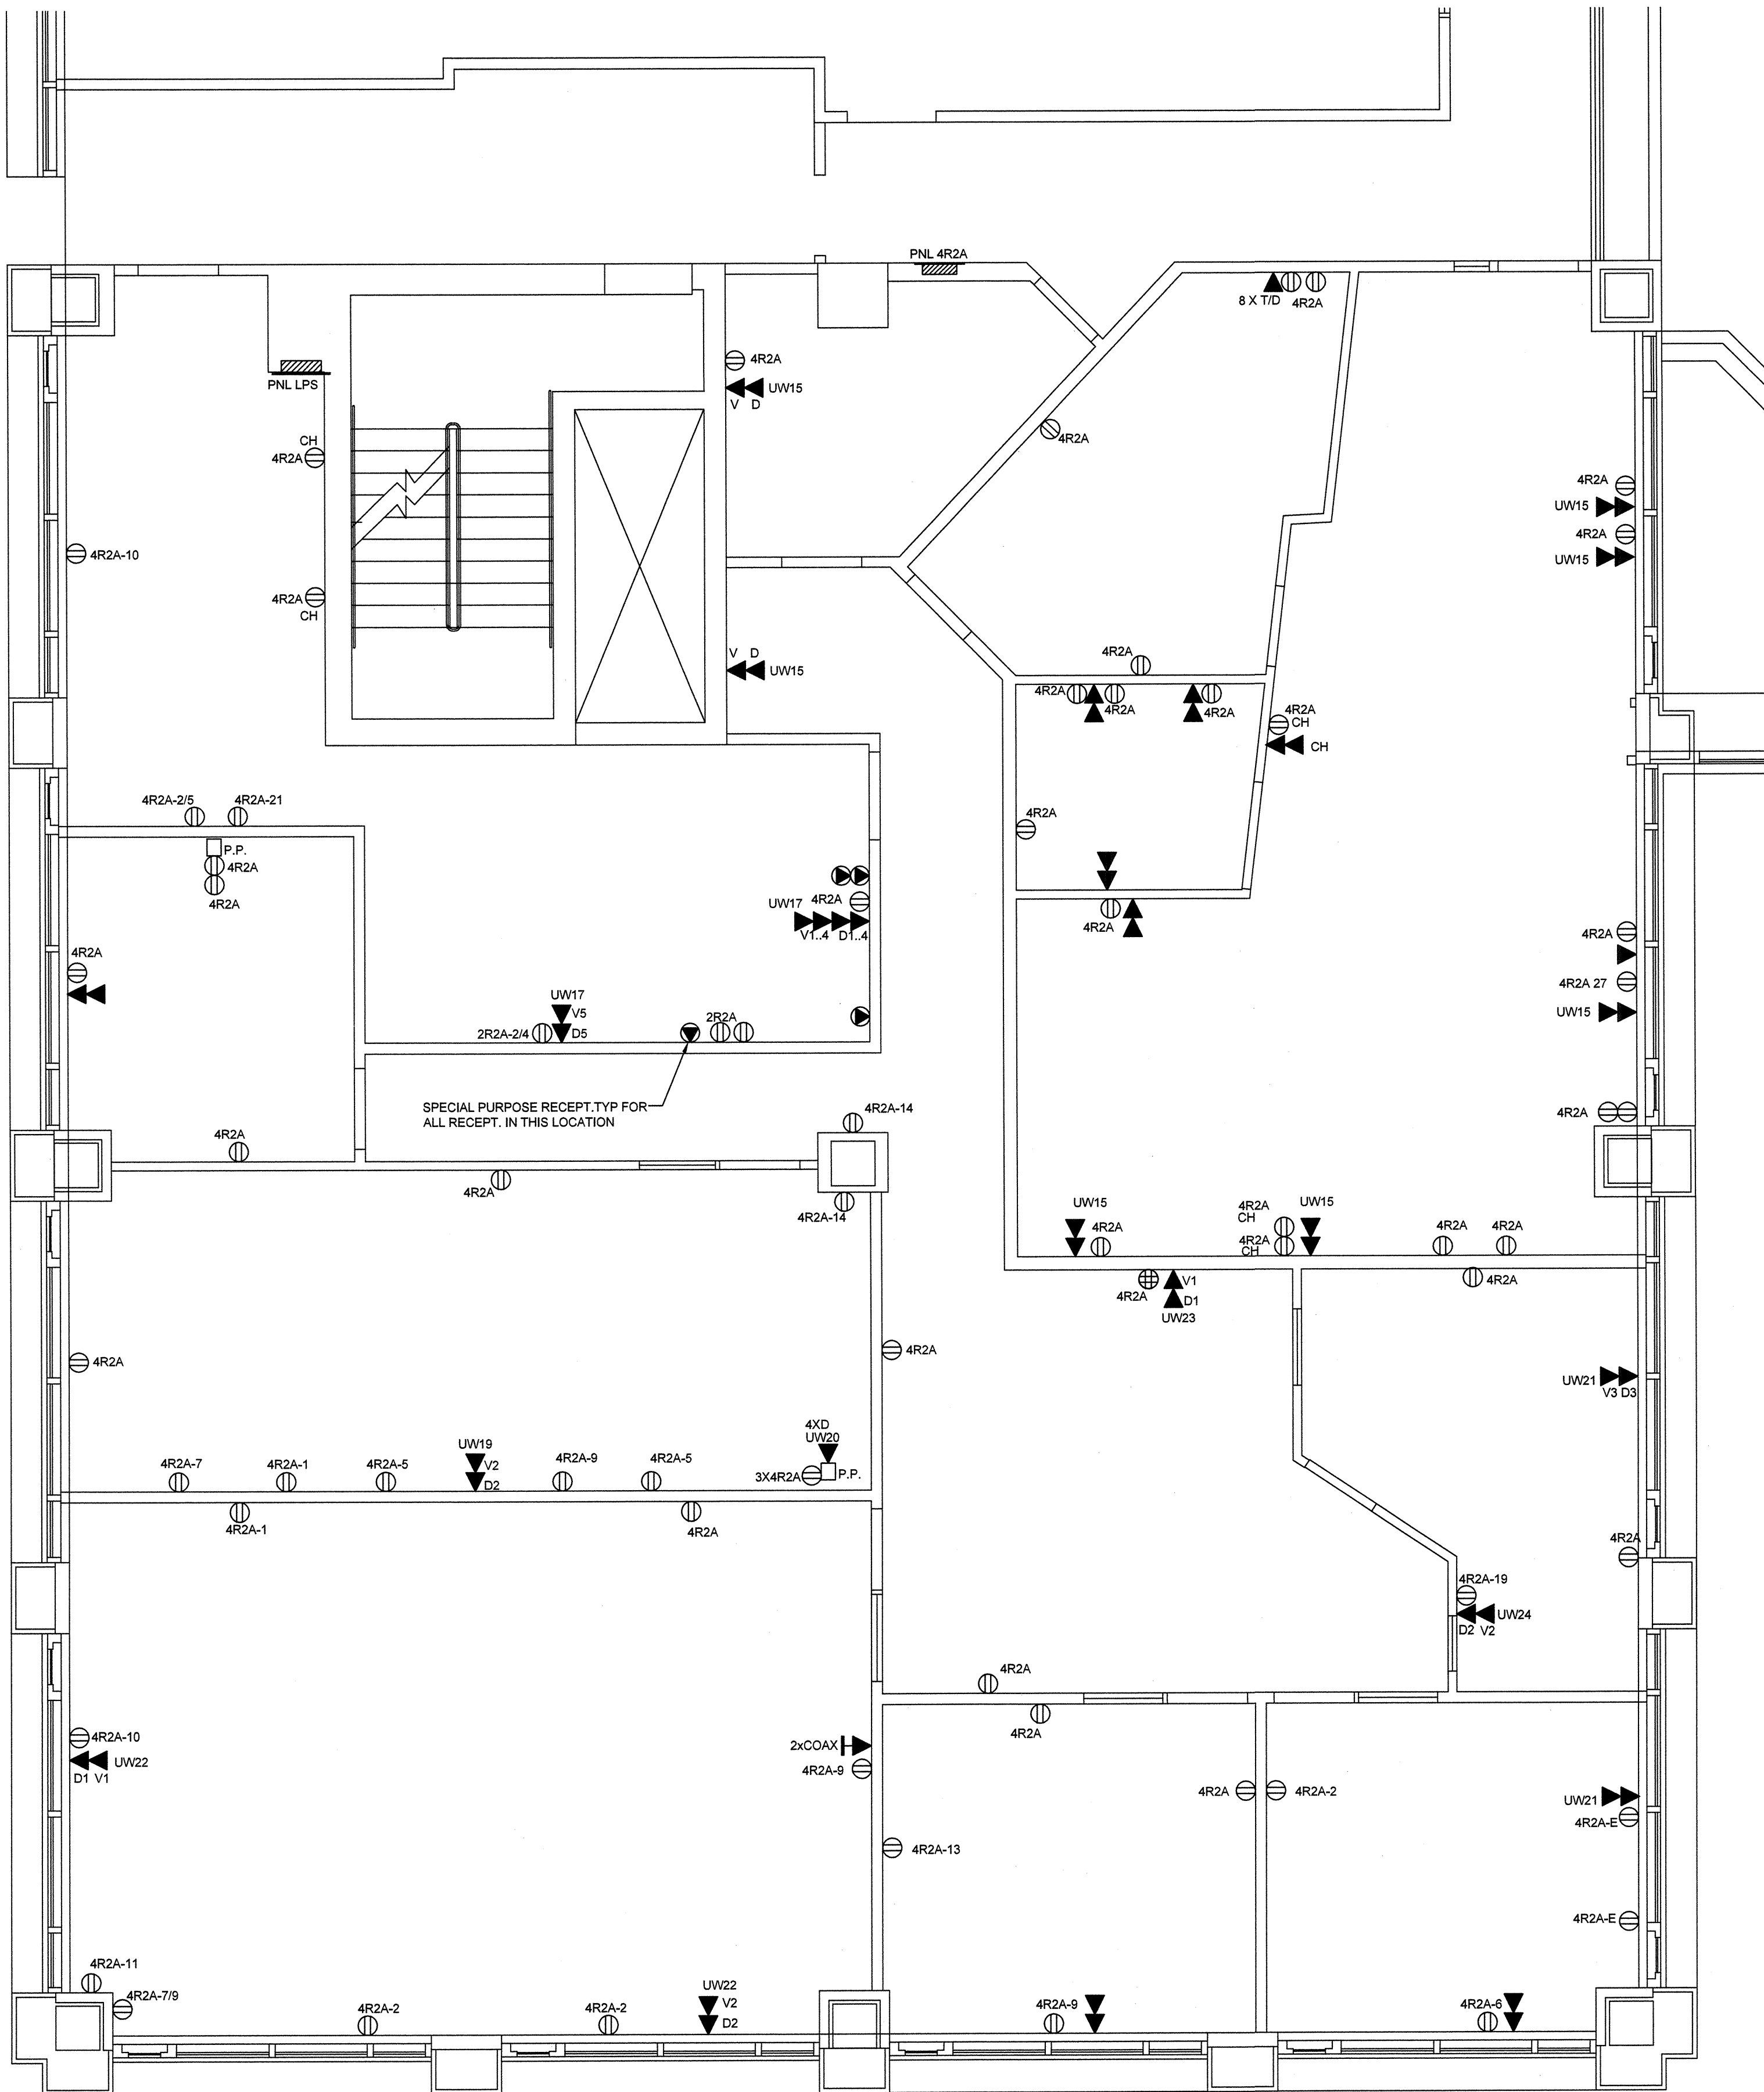 PNL 4R2A
8 X T/D
4R2A
PNL LPS
4R2A
UW15
V D
CH
4R2A
4R2A
4R2A
UW15
4R2A
UW15
4R2A-10
4R2A
CH
V D
UW15
4R2A
4R2A
4R2A
4R2A
4R2A
CH
CH
4R2A-2/5
4R2A-21
P.P.
4R2A
4R2A
4R2A
UW17
4R2A
V1..4
D1..4
4R2A
4R2A
4R2A
4R2A 27
UW15
UW17
V5
2R2A-2/4
D5
2R2A
SPECIAL PURPOSE RECEPT.TYP FOR
ALL RECEPT. IN THIS LOCATION
4R2A-14
4R2A
4R2A
4R2A
4R2A-14
UW15
4R2A
4R2A
CH
4R2A
CH
UW15
4R2A
4R2A
4R2A
V1
D1
UW23
4R2A
4R2A
4R2A
UW21
V3 D3
4R2A-7
4R2A-1
4R2A-5
UW19
V2
D2
4R2A-9
4R2A-5
4XD
UW20
3X4R2A
P.P.
4R2A-1
4R2A
4R2A
4R2A-19
UW24
D2 V2
4R2A
4R2A
4R2A-10
UW22
D1 V1
2xCOAX
4R2A-9
4R2A
4R2A-2
UW21
4R2A-E
4R2A-13
4R2A-E
4R2A-11
4R2A-7/9
4R2A-2
4R2A-2
UW22
V2
D2
4R2A-9
4R2A-6